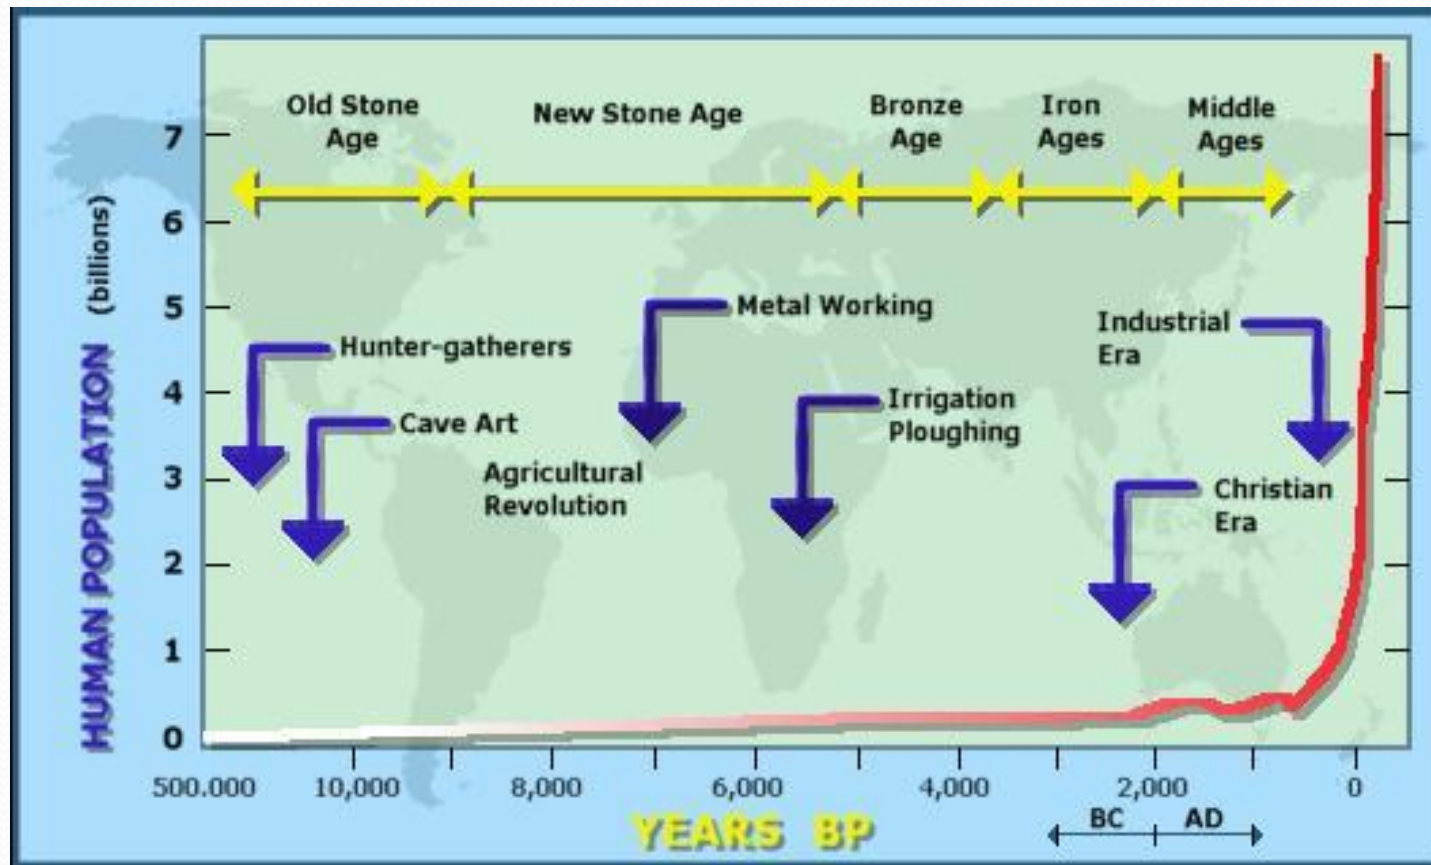 Old Stone
Age
New Stone Age
Bronze
Age
Iron
Ages
Middle
Ages
HUMAN POPULATION (billions)
7
6
5
4
3
2
1
0
Hunter-gatherers
Cave Art
Agricultural
Revolution
Metal Working
Irrigation
Ploughing
Industrial
Era
Christian
Era
500.000 10,000 8,000 6,000 4,000 2,000 0
YEARS BP
BC AD